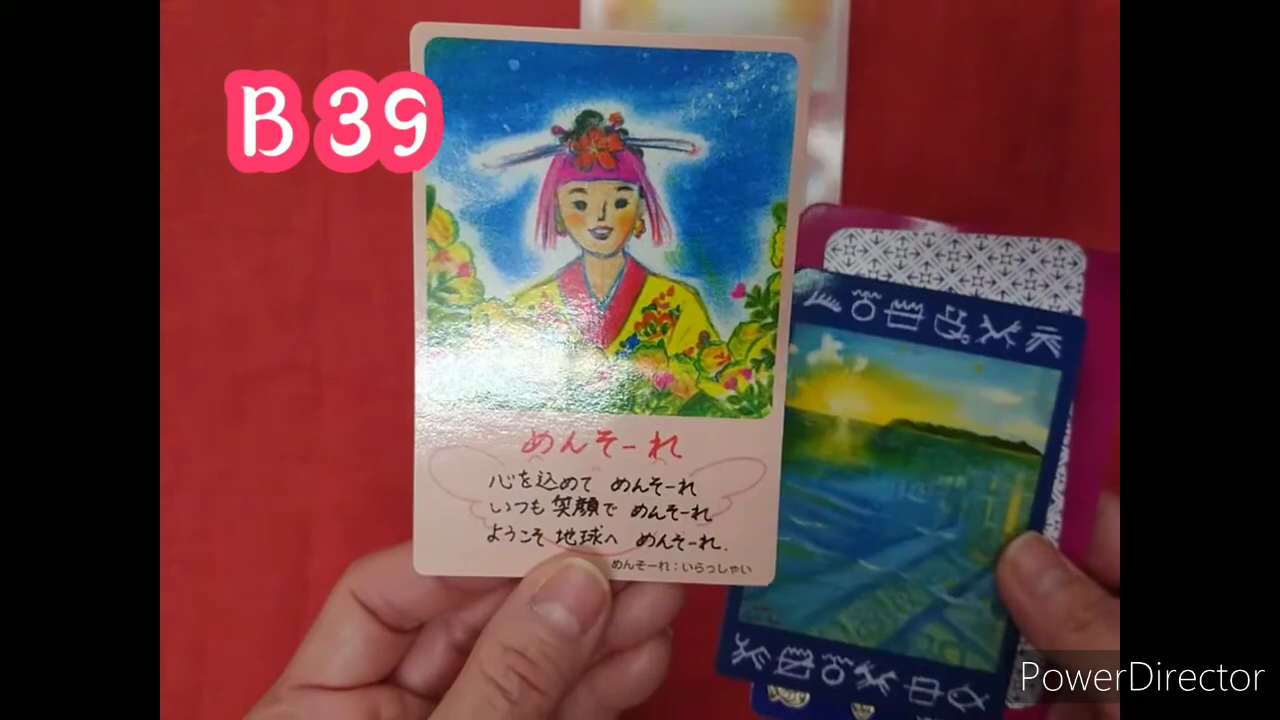 B 39
めんそーれ
心を込めて めんそーれ
いつも 笑顔で めんそーれ
ようこそ 地球へ めんそーれ.
めんそーれ：いらっしゃい
PowerDirector